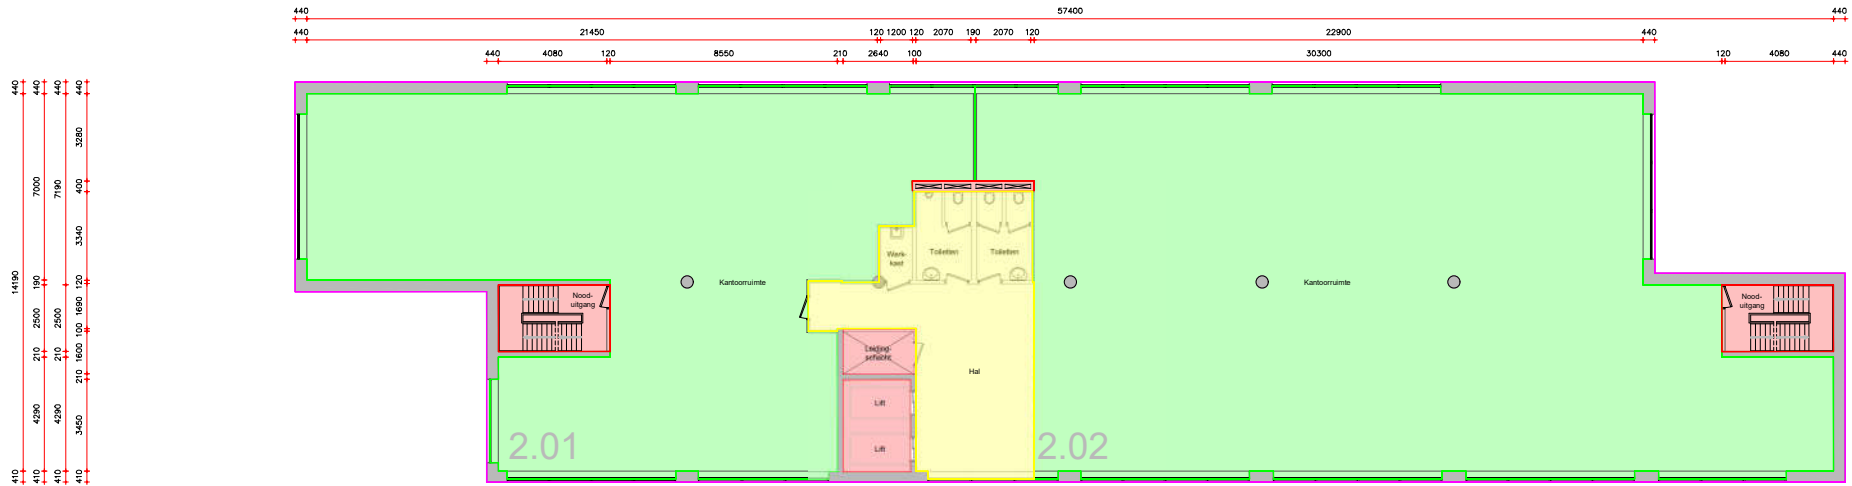 440 57400 440
440 21450 120 1200 120 2070 190 2070 120 22900 440
440 4080 120 8550 210 2640 100 30300 120 4080 440
440 440 440 440
3280
7000 7190 400
3340
14190 190 120
1690
2500 2500 100
1600
210 210 210
4290 4290 3450
410 410 410 410
Toiletten Toiletten
Werk-
kast
Kantoorruimte Kantoorruimte
Nood-
uitgang
Nood-
uitgang
Leiding-
schacht
Hal
Lift
2.01 2.02
Lift